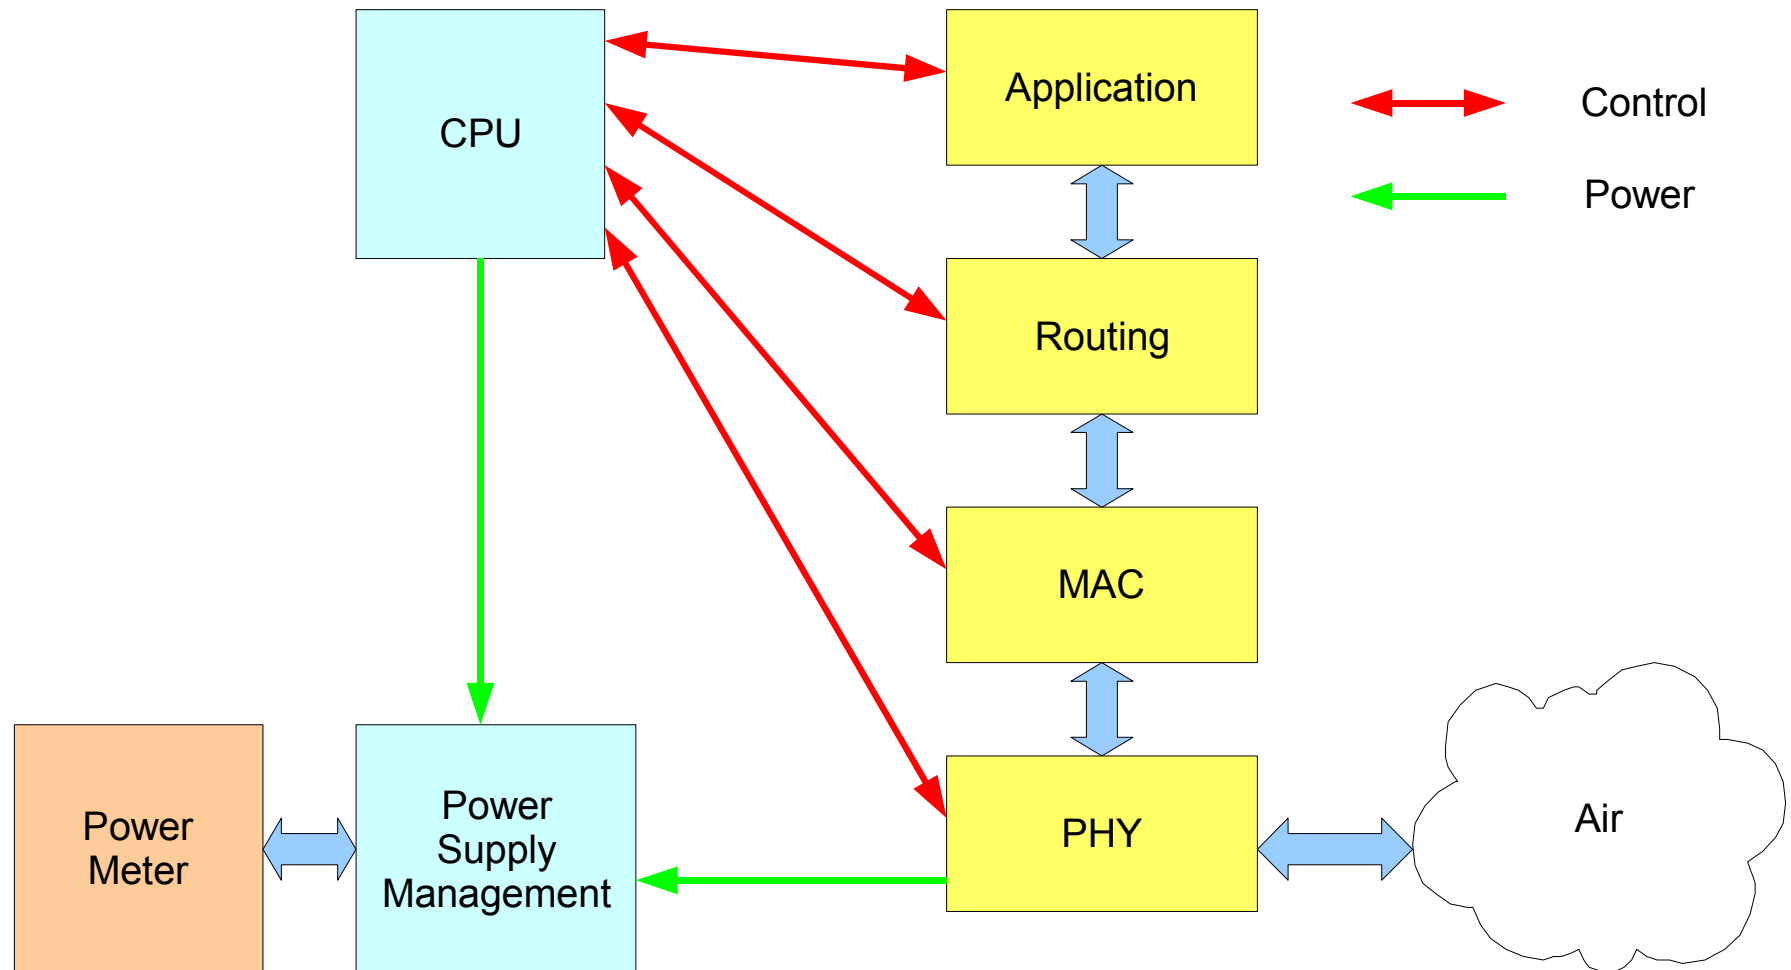 CPU
Application
Control
Power
Routing
MAC
Power
Meter
Power
Supply
Management
PHY
Air